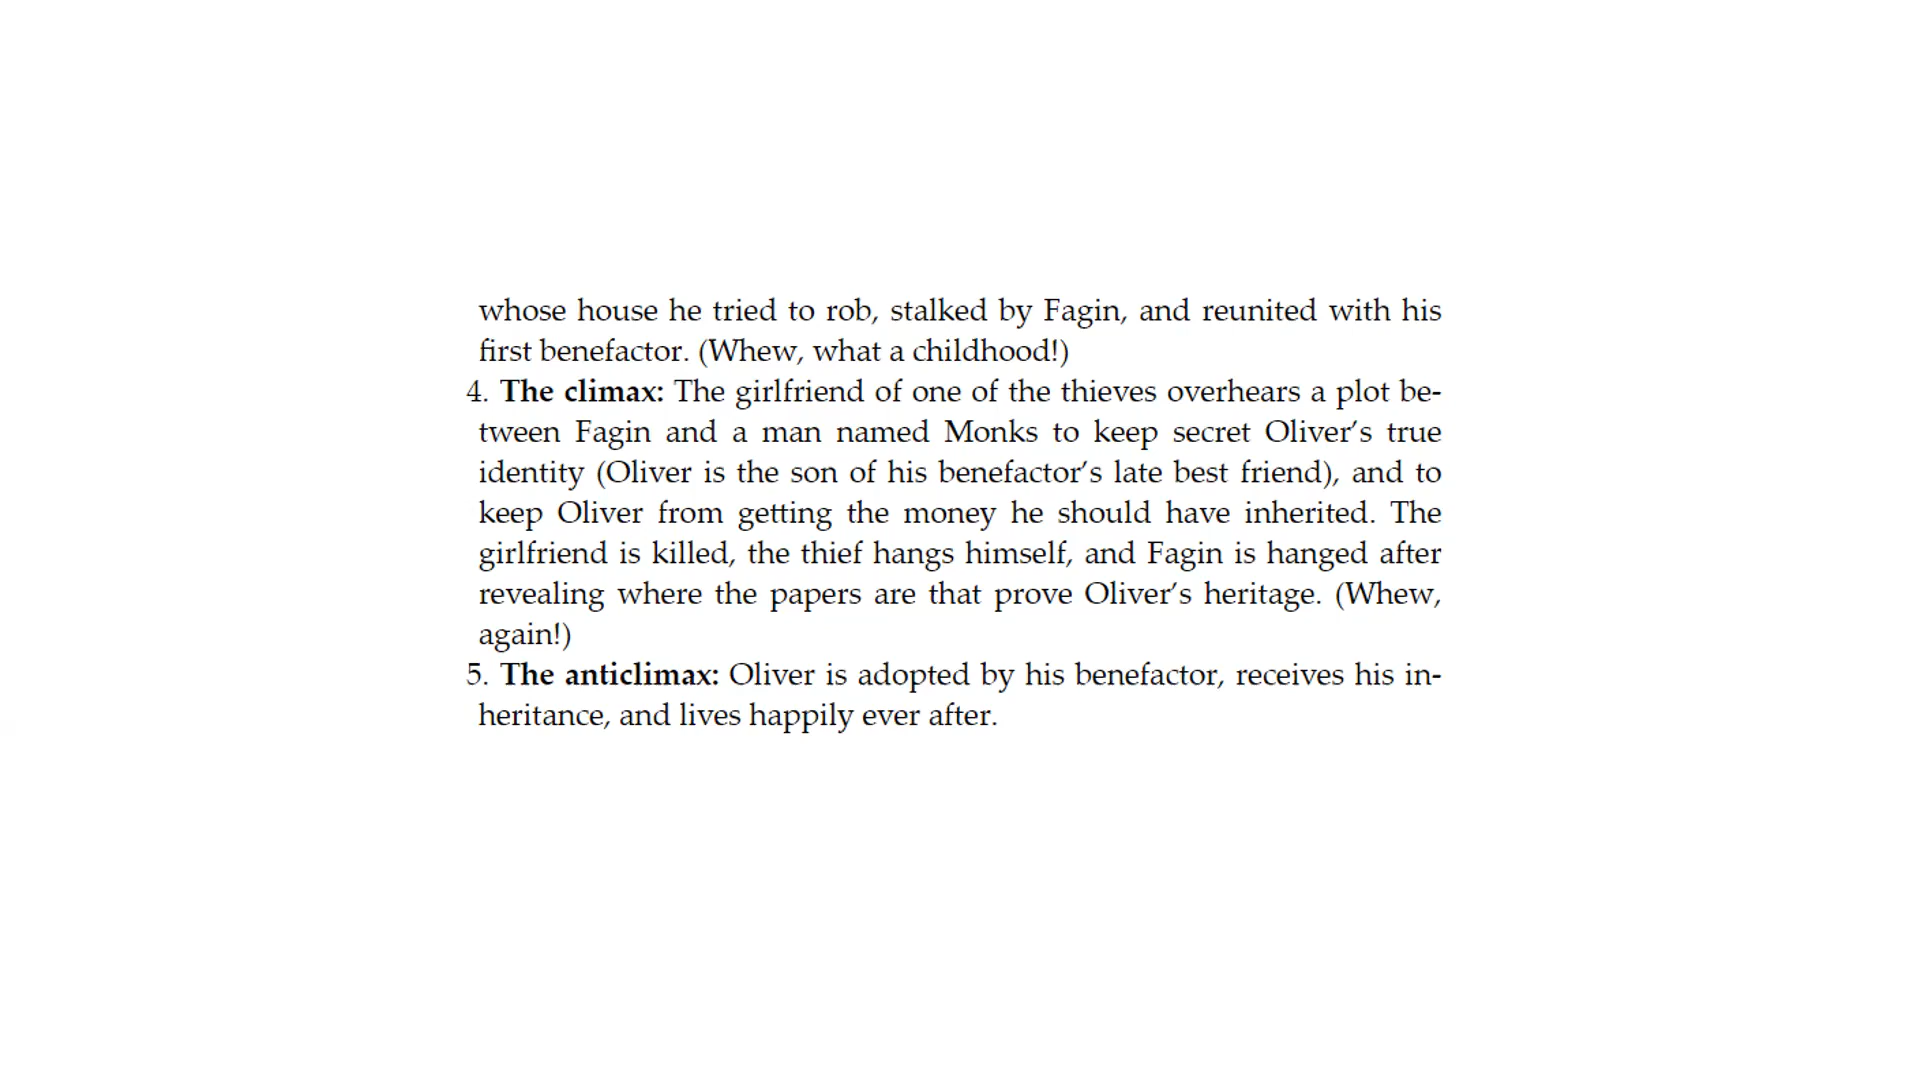 whose house he tried to rob, stalked by Fagin, and reunited with his
first benefactor. (Whew, what a childhood!)
4. The climax: The girlfriend of one of the thieves overhears a plot be-
tween Fagin and a man named Monks to keep secret Oliver’s true
identity (Oliver is the son of his benefactor’s late best friend), and to
keep Oliver from getting the money he should have inherited. The
girlfriend is killed, the thief hangs himself, and Fagin is hanged after
revealing where the papers are that prove Oliver’s heritage. (Whew,
again!)
5. The anticlimax: Oliver is adopted by his benefactor, receives his in-
heritance, and lives happily ever after.